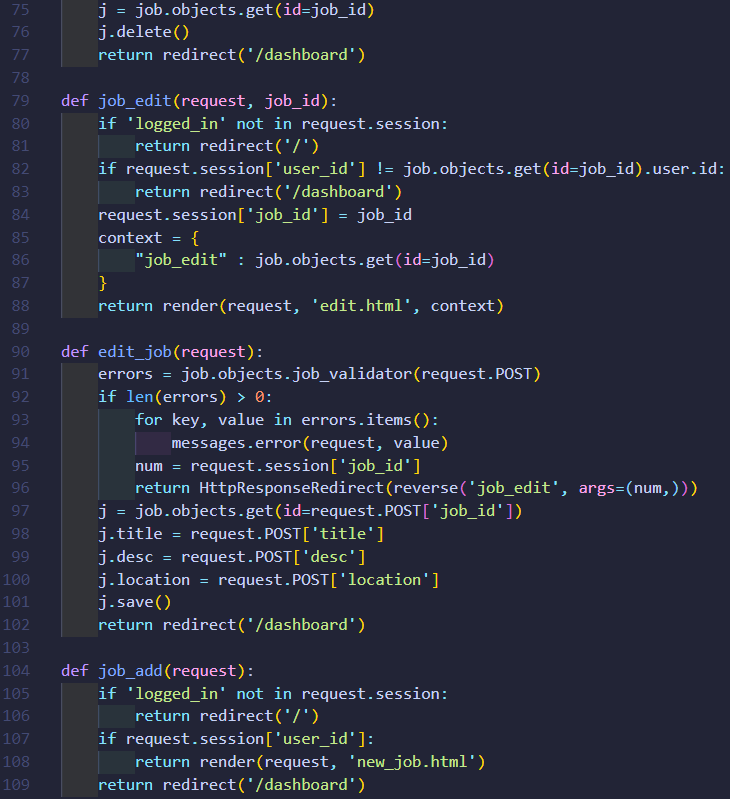 75 j = job.objects.get(id=job_id)
76 j.delete()
77 return redirect('/dashboard')
78
79 def job_edit(request, job_id):
80 if 'logged_in' not in request.session:
81 return redirect('/')
82 if request.session['user_id'] != job.objects.get(id=job_id).user.id:
83 return redirect('/dashboard')
84 request.session['job_id'] = job_id
85 context = {
86 "job_edit" : job.objects.get(id=job_id)
87 }
88 return render(request, 'edit.html', context)
89
90 def edit_job(request):
91 errors = job.objects.job_validator(request.POST)
92 if len(errors) > 0:
93 for key, value in errors.items():
94 messages.error(request, value)
95 num = request.session['job_id']
96 return HttpResponseRedirect(reverse('job_edit', args=(num,)))
97 j = job.objects.get(id=request.POST['job_id'])
98 j.title = request.POST['title']
99 j.desc = request.POST['desc']
100 j.location = request.POST['location']
101 j.save()
102 return redirect('/dashboard')
103
104 def job_add(request):
105 if 'logged_in' not in request.session:
106 return redirect('/')
107 if request.session['user_id']:
108 return render(request, 'new_job.html')
109 return redirect('/dashboard')